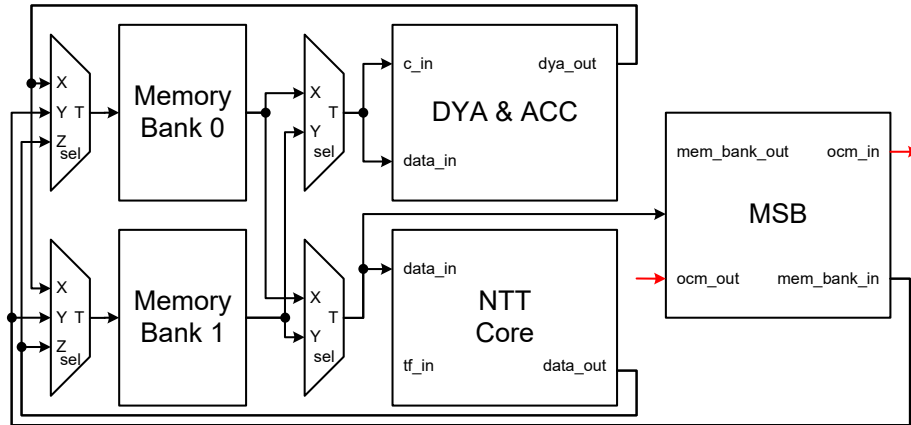 X
Y T
Z
sel
Memory
Bank 0
X
T
Y
sel
c_in
dya_out
DYA & ACC
data_in
mem_bank_out
ocm_in
MSB
ocm_out
mem_bank_in
X
Y T
Z
sel
Memory
Bank 1
X
T
Y
sel
data_in
NTT
Core
tf_in
data_out